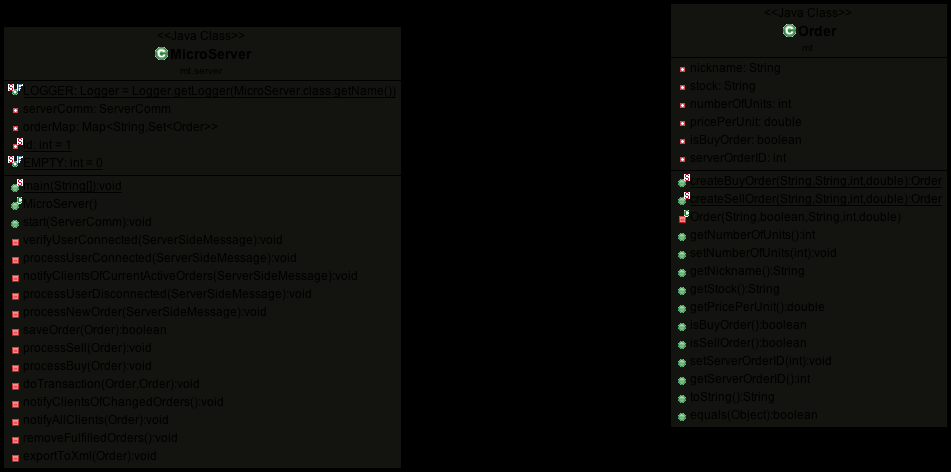 <<Java Class>>
MicroServer
mt.server
LOGGER: Logger = Logger.getLogger(MicroServer.class.getName())
serverComm: ServerComm
orderMap: Map<String,Set<Order>>
id: int = 1
EMPTY: int = 0
main(String[]):void
MicroServer()
start(ServerComm):void
verifyUserConnected(ServerSideMessage):void
processUserConnected(ServerSideMessage):void
notifyClientsOfCurrentActiveOrders(ServerSideMessage):void
processUserDisconnected(ServerSideMessage):void
processNewOrder(ServerSideMessage):void
saveOrder(Order):boolean
processSell(Order):void
processBuy(Order):void
doTransaction(Order,Order):void
notifyClientsOfChangedOrders():void
notifyAllClients(Order):void
removeFulfilledOrders():void
exportToXml(Order):void
<<Java Class>>
Order
mt
nickname: String
stock: String
numberOfUnits: int
pricePerUnit: double
isBuyOrder: boolean
serverOrderID: int
createBuyOrder(String,String,int,double):Order
createSellOrder(String,String,int,double):Order
Order(String,boolean,String,int,double)
getNumberOfUnits():int
setNumberOfUnits(int):void
getNickname():String
getStock():String
getPricePerUnit():double
isBuyOrder():boolean
isSellOrder():boolean
setServerOrderID(int):void
getServerOrderID():int
toString():String
equals(Object):boolean